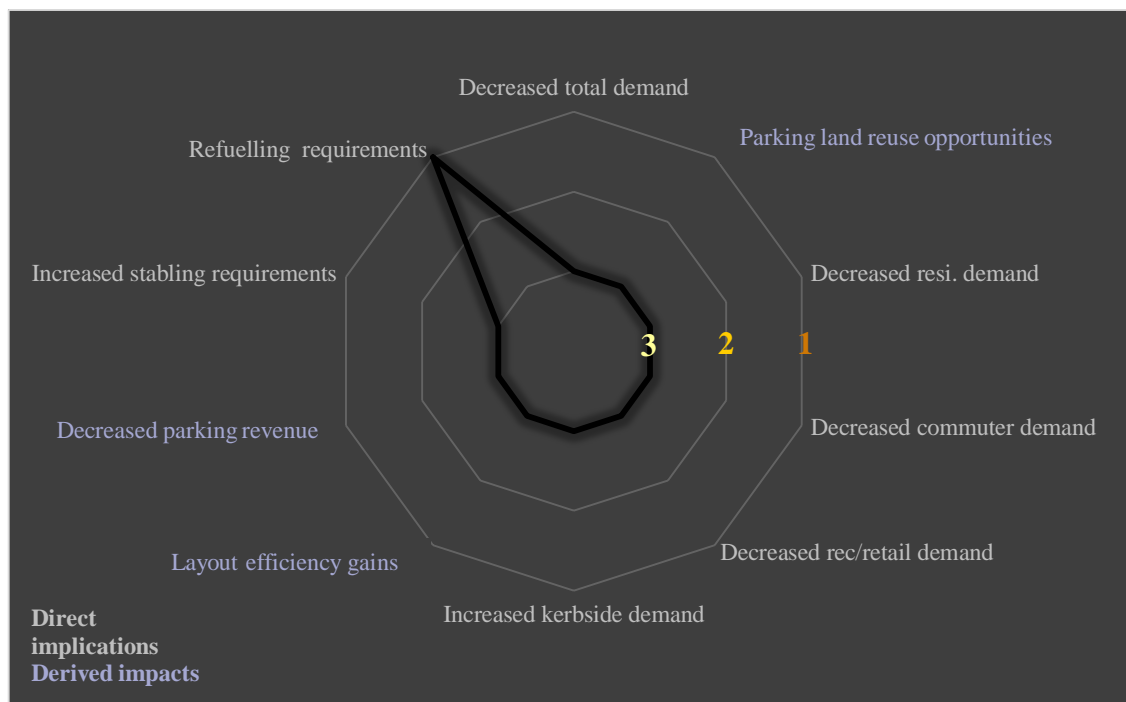 Decreased total demand
Parking land reuse opportunities
Refuelling requirements
Increased stabling requirements
Decreased resi. demand
3 2 1
Decreased parking revenue
Decreased commuter demand
Layout efficiency gains
Decreased rec/retail demand
Increased kerbside demand
Direct
implications
Derived impacts